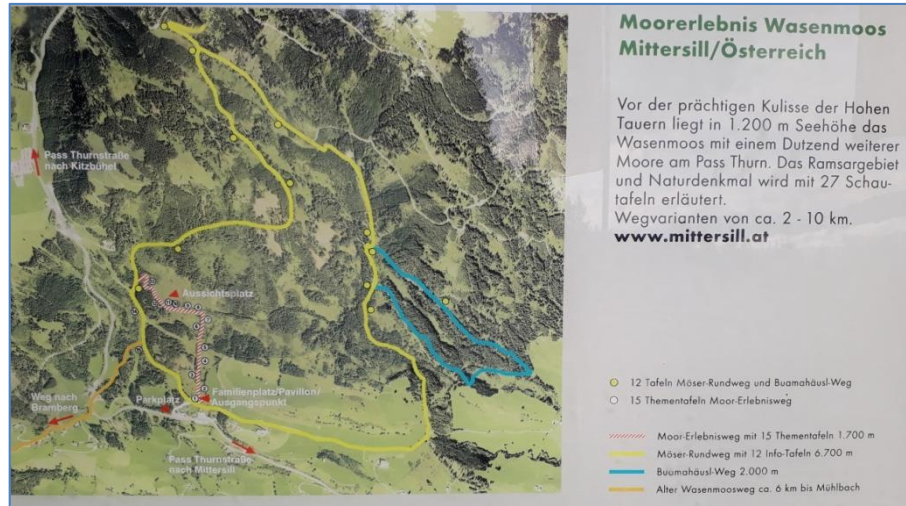 Moorerlebnis Wasenmoos
Mittersill/Österreich
Vor der prächtigen Kulisse der Hohen
Tauern liegt in 1.200 m Seehöhe das
Wasenmoos mit einem Dutzend weiterer
Moore am Pass Thurn. Das Ramsargebiet
und Naturdenkmal wird mit 27 Schau-
tafeln erläutert.
Wegvarianten von ca. 2 - 10 km.
www.mittersill.at
Pass Thurnstraße
nach Kitzbühel
Aussichtsplatz
Weg nach
Bramberg
Parkplatz
Familienplatz/Pavillon/
Ausgangspunkt
Pass Thurnstraße
nach Mittersill
12 Tafeln Möser-Rundweg und Buamahäusl-Weg
15 Thementafeln Moor-Erlebnisweg
Moor-Erlebnisweg mit 15 Thementafeln 1.700 m
Möser-Rundweg mit 12 Info-Tafeln 6.700 m
Buamahäusl-Weg 2.000 m
Alter Wasenmoosweg ca. 6 km bis Mühlbach